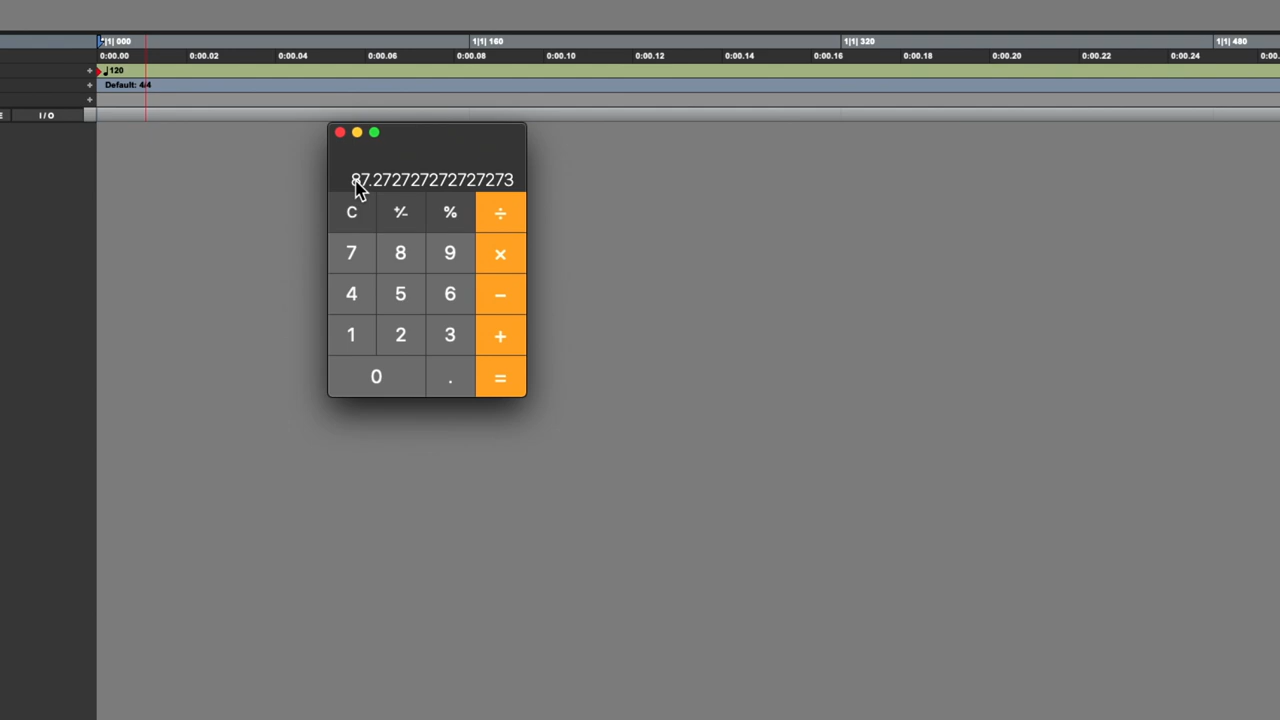 1|1| 000 1|1| 160 1|1| 320 1|1| 480
0:00.00 0:00.02 0:00.04 0:00.06 0:00.08 0:00.10 0:00.12 0:00.14 0:00.16 0:00.18 0:00.20 0:00.22 0:00.24 0:00.
+ ♩120
+ Default: 4/4
+
E I/O
87.272727272727273
C ⁺⁄₋ % ÷
7 8 9 ×
4 5 6 −
1 2 3 +
0 . =